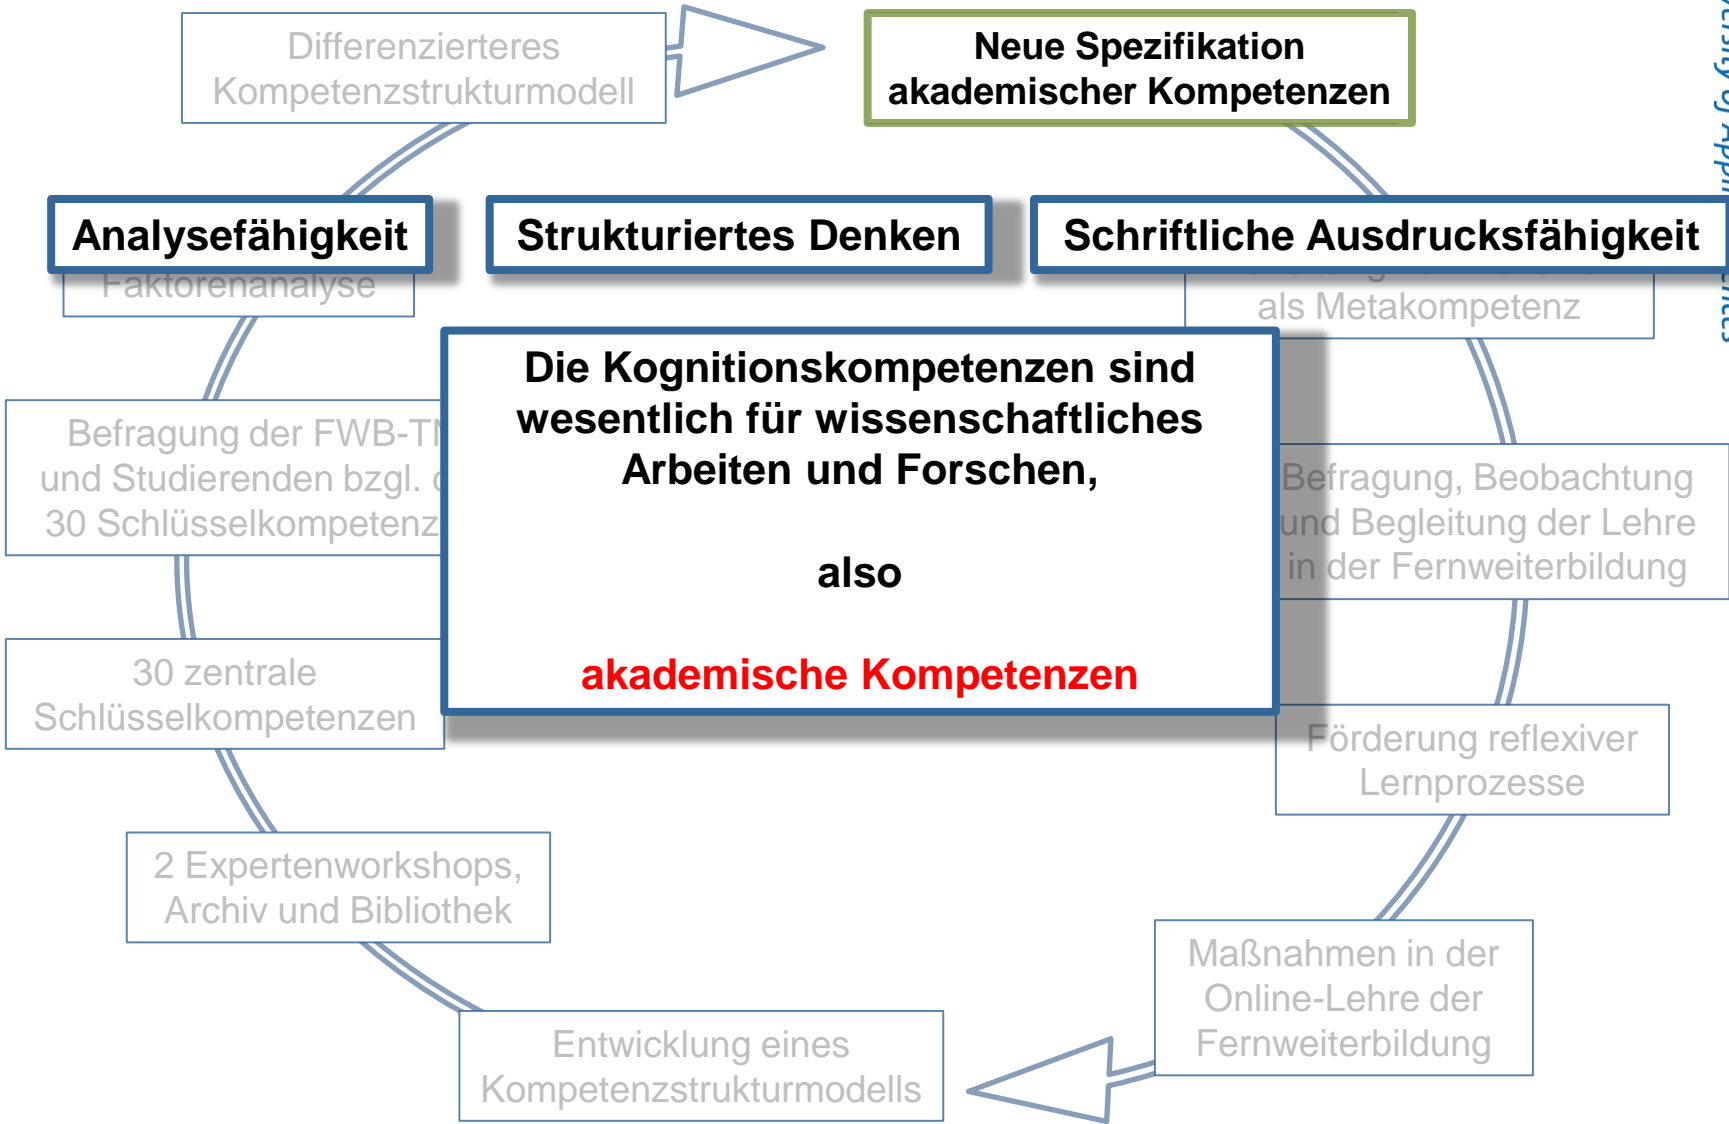 Differenzierteres
Kompetenzstrukturmodell
Neue Spezifikation
akademischer Kompetenzen
Analysefähigkeit
Strukturiertes Denken
Schriftliche Ausdrucksfähigkeit
Faktorenanalyse
als Metakompetenz
Die Kognitionskompetenzen sind
wesentlich für wissenschaftliches
Arbeiten und Forschen,
also
akademische Kompetenzen
Befragung der FWB-TN
und Studierenden bzgl.
30 Schlüsselkompetenz
Befragung, Beobachtung
und Begleitung der Lehre
in der Fernweiterbildung
30 zentrale
Schlüsselkompetenzen
Förderung reflexiver
Lernprozesse
2 Expertenworkshops,
Archiv und Bibliothek
Maßnahmen in der
Online-Lehre der
Fernweiterbildung
Entwicklung eines
Kompetenzstrukturmodells
of